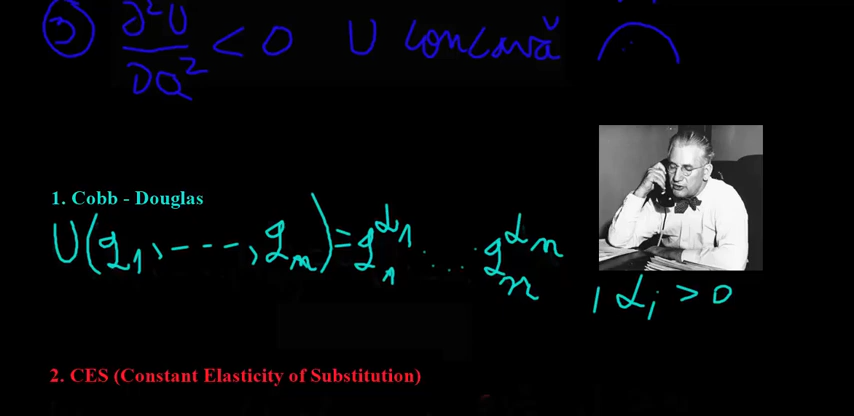 ③ ∂²U/∂Q² < 0 U concavă
1. Cobb - Douglas
U(q₁, ---, qₙ) = q₁^α₁ .... qₙ^αₙ , αᵢ > 0
2. CES (Constant Elasticity of Substitution)